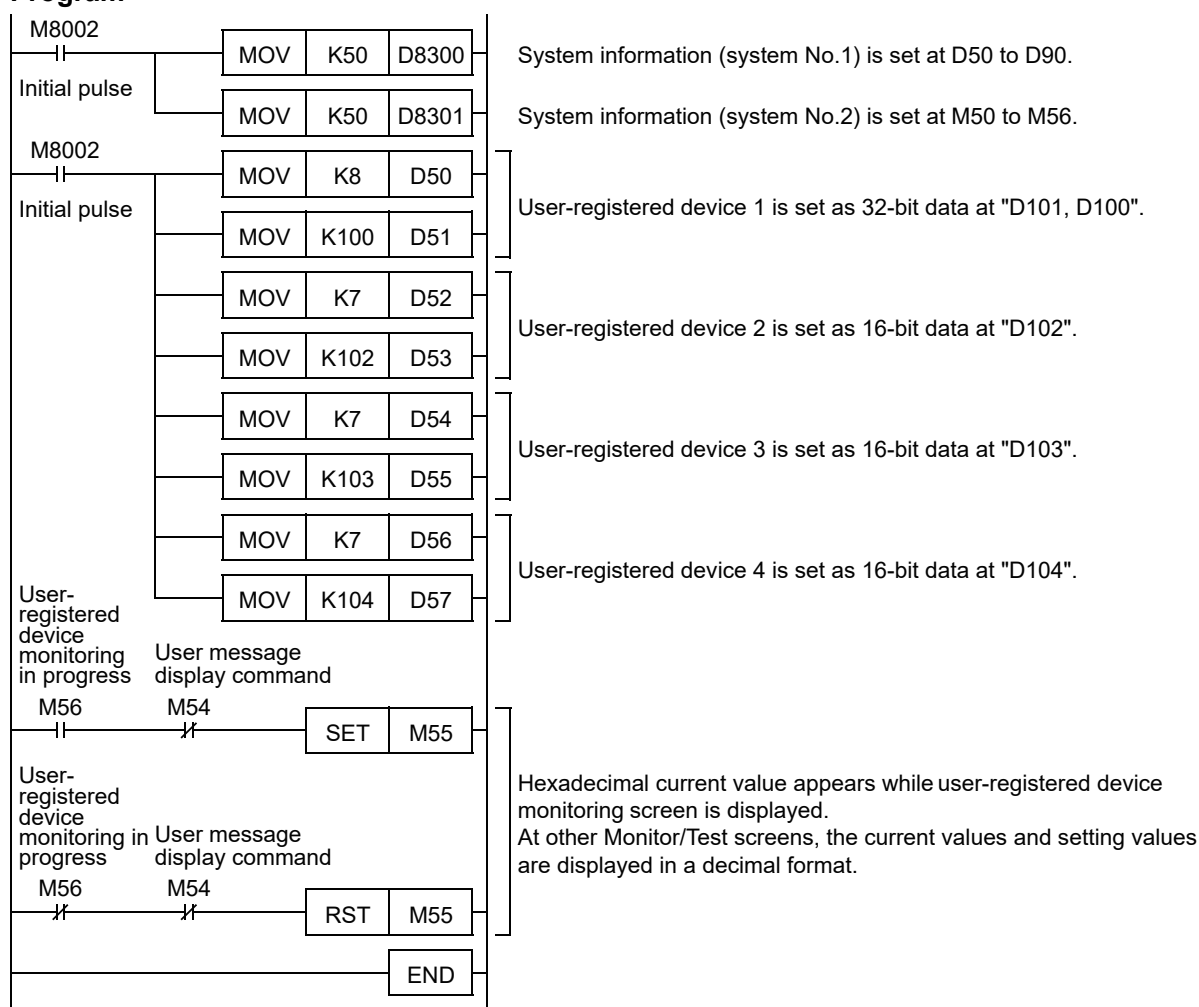 Program
M8002
MOV K50 D8300
System information (system No.1) is set at D50 to D90.
Initial pulse
MOV K50 D8301
System information (system No.2) is set at M50 to M56.
M8002
MOV K8 D50
Initial pulse
User-registered device 1 is set as 32-bit data at "D101, D100".
MOV K100 D51
MOV K7 D52
User-registered device 2 is set as 16-bit data at "D102".
MOV K102 D53
MOV K7 D54
User-registered device 3 is set as 16-bit data at "D103".
MOV K103 D55
MOV K7 D56
User-registered device 4 is set as 16-bit data at "D104".
MOV K104 D57
User-
registered
device
monitoring
in progress
User message
display command
M56 M54
SET M55
User-
registered
device
monitoring in
progress
User message
display command
Hexadecimal current value appears while user-registered device
monitoring screen is displayed.
At other Monitor/Test screens, the current values and setting values
are displayed in a decimal format.
M56 M54
RST M55
END